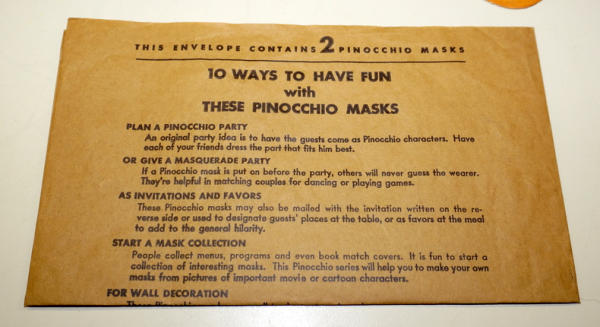 THIS ENVELOPE CONTAINS 2 PINOCCHIO MASKS
10 WAYS TO HAVE FUN
with
THESE PINOCCHIO MASKS
PLAN A PINOCCHIO PARTY
An original party idea is to have the guests come as Pinocchio characters. Have
each of your friends dress the part that fits him best.
OR GIVE A MASQUERADE PARTY
If a Pinocchio mask is put on before the party, others will never guess the wearer.
They're helpful in matching couples for dancing or playing games.
AS INVITATIONS AND FAVORS
These Pinocchio masks may also be mailed with the invitation written on the re-
verse side or used to designate guests' places at the table, or as favors at the meal
to add to the general hilarity.
START A MASK COLLECTION
People collect menus, programs and even book match covers. It is fun to start a
collection of interesting masks. This Pinocchio series will help you to make your own
masks from pictures of important movie or cartoon characters.
FOR WALL DECORATION